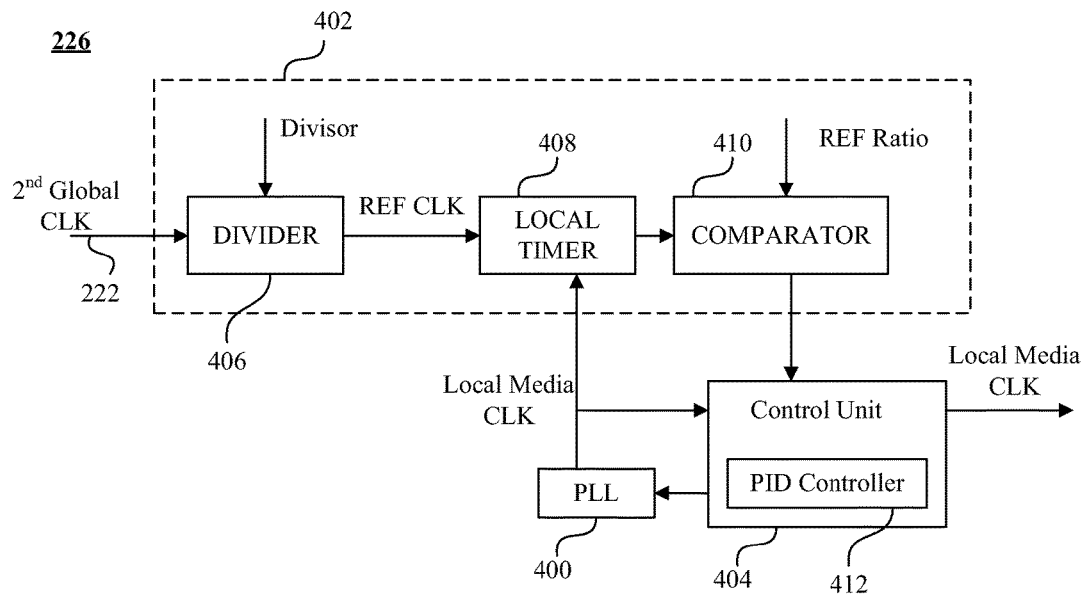 226
402
Divisor
408
410
REF Ratio
2nd Global
CLK
DIVIDER
REF CLK
LOCAL
TIMER
COMPARATOR
222
406
Local Media
CLK
Control Unit
Local Media
CLK
PLL
PID Controller
400
404
412